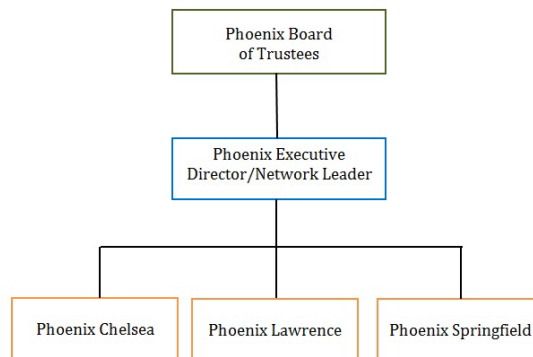 Phoenix Board
of Trustees
Phoenix Executive
Director/Network Leader
Phoenix Chelsea
Phoenix Lawrence
Phoenix Springfield